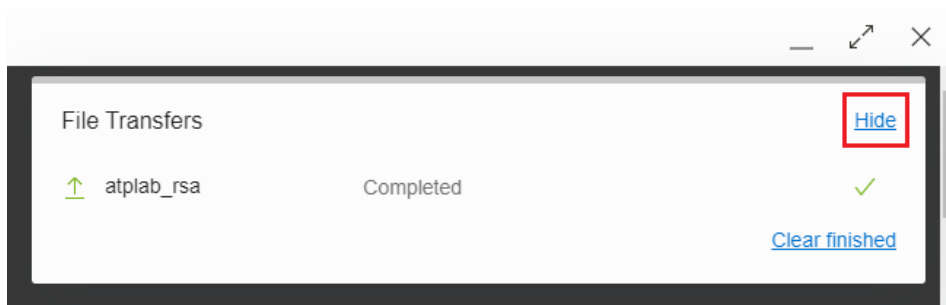 File Transfers Hide
atplab_rsa Completed
Clear finished